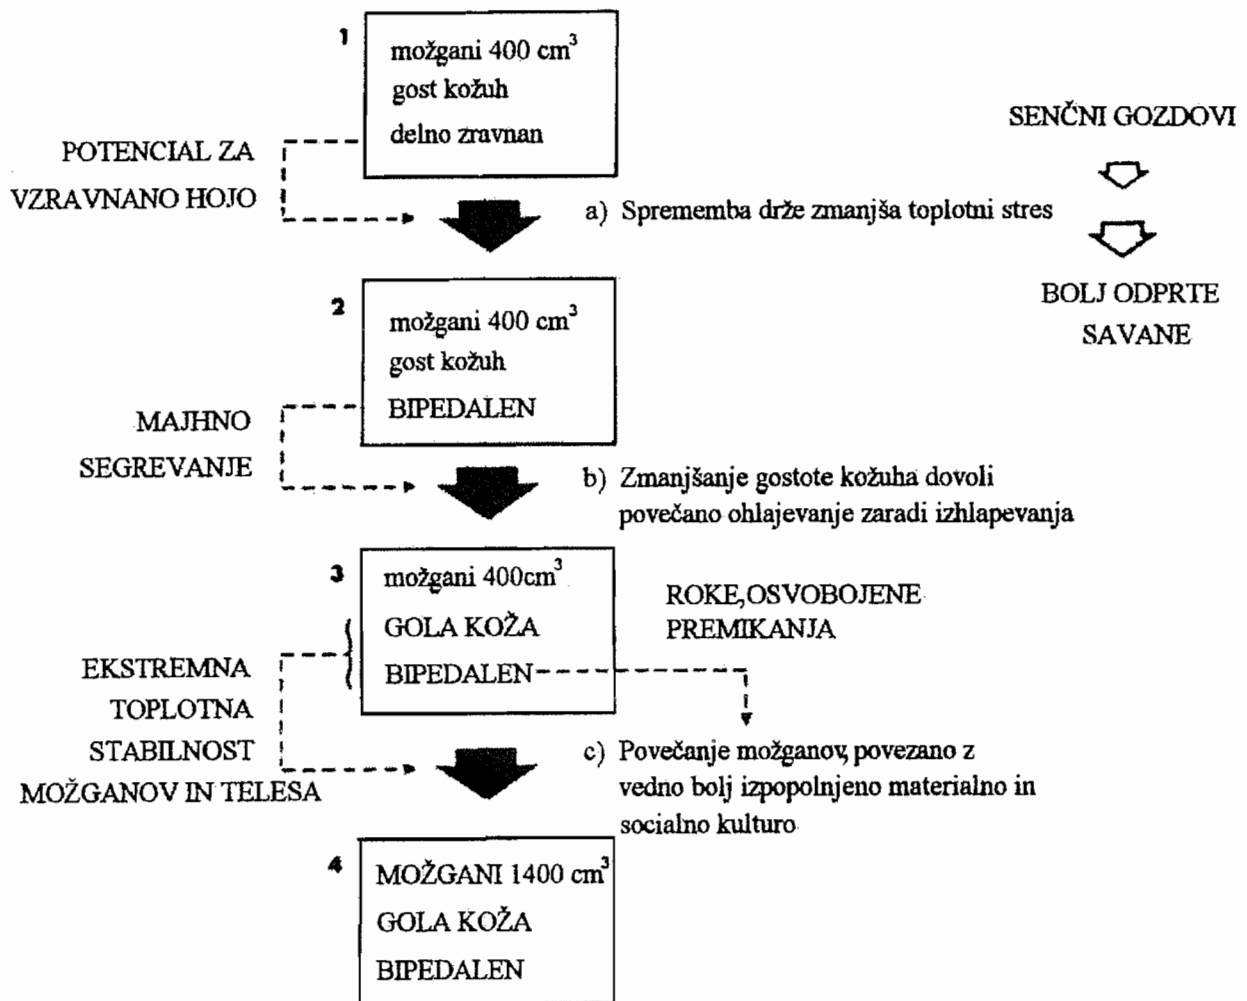 1
možgani 400 cm³
gost kožuh
delno zravnan
SENČNI GOZDOVI
POTENCIAL ZA
VZRAVNANO HOJO
a) Sprememba drže zmanjša toplotni stres
BOLJ ODPRTE
SAVANE
2
možgani 400 cm³
gost kožuh
BIPEDALEN
MAJHNO
SEGREVANJE
b) Zmanjšanje gostote kožuha dovoli
povečano ohlajevanje zaradi izhlapevanja
3
možgani 400cm³
GOLA KOŽA
BIPEDALEN
ROKE,OSVOBOJENE
PREMIKANJA
EKSTREMNA
TOPLOTNA
STABILNOST
MOŽGANOV IN TELESA
c) Povečanje možganov, povezano z
vedno bolj izpopolnjeno materialno in
socialno kulturo
4
MOŽGANI 1400 cm³
GOLA KOŽA
BIPEDALEN